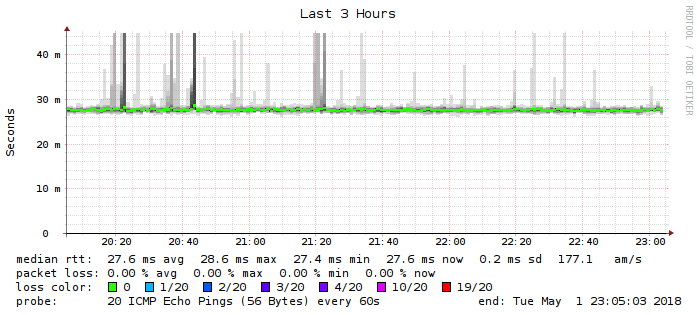 Last 3 Hours
RRDTOOL / TOBI OETIKER
Seconds
40 m
30 m
20 m
10 m
0
20:20 20:40 21:00 21:20 21:40 22:00 22:20 22:40 23:00
median rtt: 27.6 ms avg 28.6 ms max 27.4 ms min 27.6 ms now 0.2 ms sd 177.1 am/s
packet loss: 0.00 % avg 0.00 % max 0.00 % min 0.00 % now
loss color: 0 1/20 2/20 3/20 4/20 10/20 19/20
probe: 20 ICMP Echo Pings (56 Bytes) every 60s end: Tue May 1 23:05:03 2018